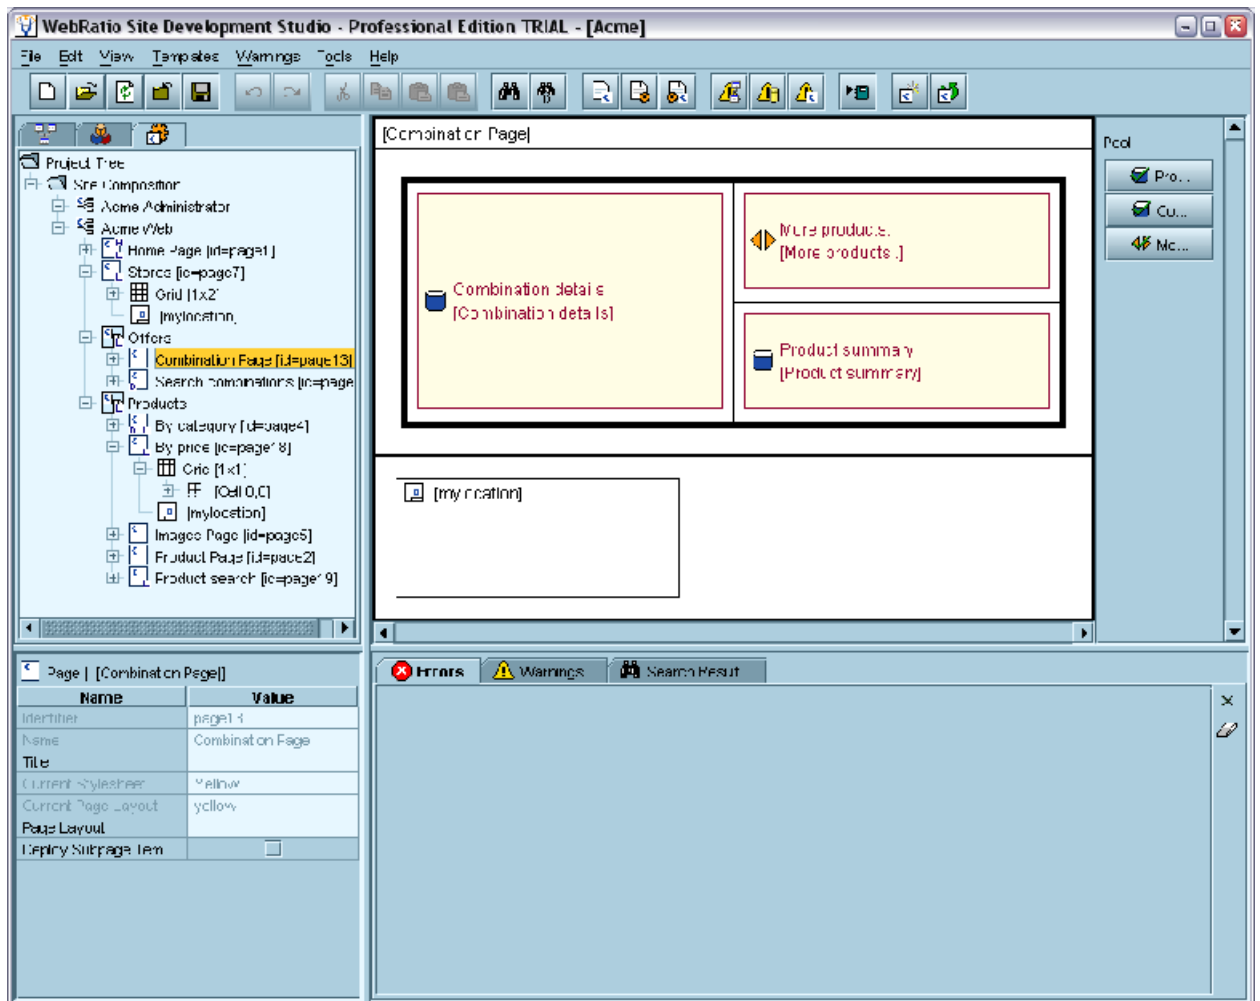 WebRatio Site Development Studio - Professional Edition TRIAL - [Acme]
File Edit View Templates Warnings Tools Help
Project Tree
Site Composition
Acme Administrator
Acme Web
Home Page [id=page1]
Stores [id=page7]
Grid [1x2]
[mylocation]
Offers
Combination Page [id=page13]
Search combinations [id=page
Products
By category [id=page4]
By price [id=page18]
Grid [1x1]
[Cell 0,0]
[mylocation]
Images Page [id=page5]
Product Page [id=page2]
Product search [id=page19]
[Combination Page]
Combination details
[Combination details]
More products.
[More products.]
Product summary
[Product summary]
[mylocation]
Pool
Pro...
Cu...
Mo...
Page | [Combination Page]]
Name Value
Identifier page13
Name Combination Page
Title
Current Stylesheet Yellow
Current Page Layout yellow
Page Layout
Deploy Subpage Tem
Errors Warnings Search Result